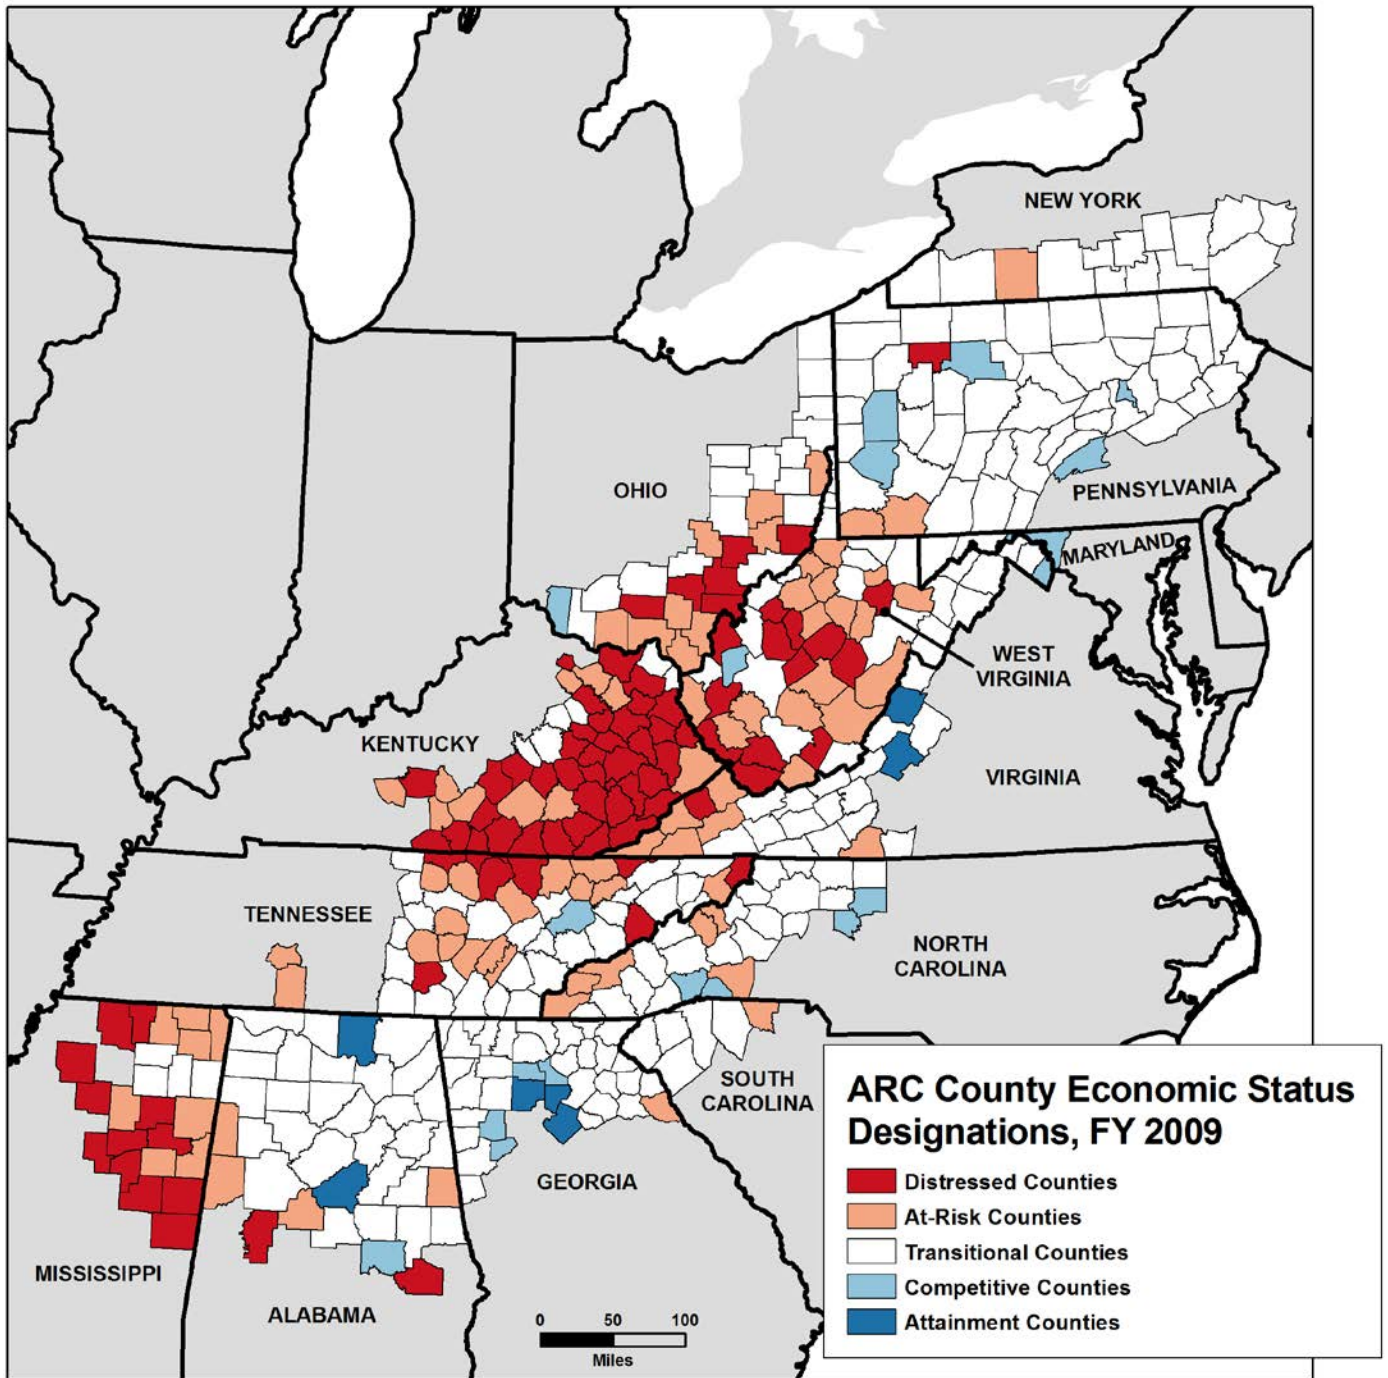 NEW YORK
OHIO
PENNSYLVANIA
MARYLAND
WEST
VIRGINIA
KENTUCKY
VIRGINIA
TENNESSEE
NORTH
CAROLINA
SOUTH
CAROLINA
GEORGIA
MISSISSIPPI
ALABAMA
0 50 100
Miles
ARC County Economic Status
Designations, FY 2009
Distressed Counties
At-Risk Counties
Transitional Counties
Competitive Counties
Attainment Counties